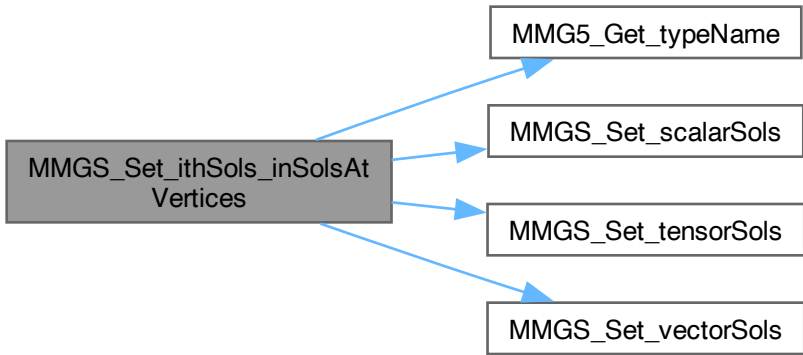 MMG5_Get_typeName
MMGS_Set_scalarSols
MMGS_Set_ithSols_inSolsAt
Vertices
MMGS_Set_tensorSols
MMGS_Set_vectorSols